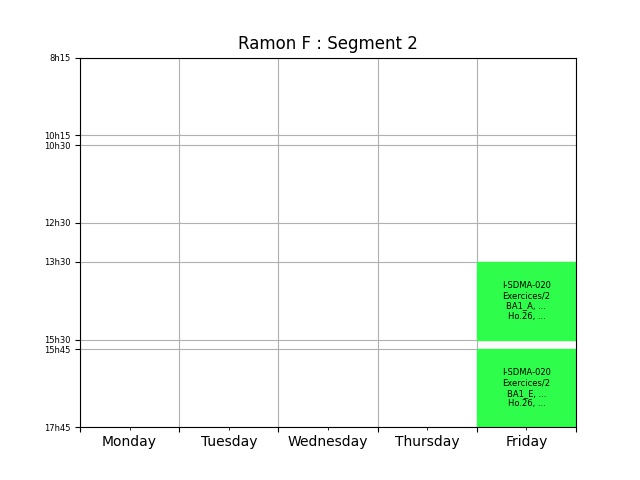 Ramon F : Segment 2
8h15
10h15
10h30
12h30
13h30
I-SDMA-020
Exercices/2
BA1_A, ...
Ho.26, ...
15h30
15h45
I-SDMA-020
Exercices/2
BA1_E, ...
Ho.26, ...
17h45
Monday Tuesday Wednesday Thursday Friday